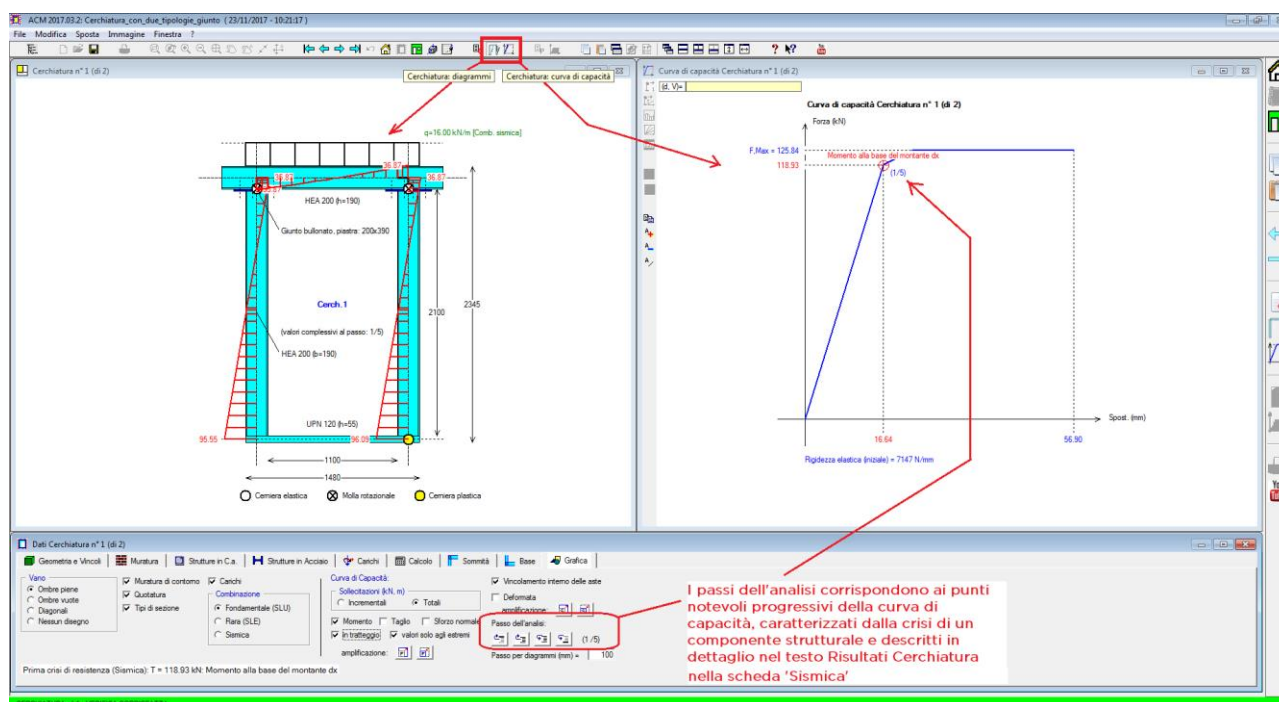 ACM 2017.03.2: Cerchiatura_con_due_tipologie_giunto ( 23/11/2017 - 10:21:17 )
File Modifica Sposta Immagine Finestra ?
Cerchiatura n° 1 (di 2)
Cerchiatura: diagrammi
Cerchiatura: curva di capacità
q=16.00 kN/m [Comb. sismica]
36.87
36.87
36.87
HEA 200 (h=190)
Giunto bullonato, piastra: 200x390
Cerch.1
2100
2345
(valori complessivi al passo: 1/5)
HEA 200 (b=190)
UPN 120 (h=55)
95.55
96.09
1100
1480
Cerniera elastica
Molla rotazionale
Cerniera plastica
Curva di capacità Cerchiatura n° 1 (di 2)
(d, V)=
Curva di capacità Cerchiatura n° 1 (di 2)
Forza (kN)
F,Max = 125.84
Momento alla base del montante dx
118.93
(1/5)
Spost. (mm)
16.64
56.90
Rigidezza elastica (iniziale) = 7147 N/mm
Dati Cerchiatura n° 1 (di 2)
Geometria e Vincoli
Muratura
Strutture in C.a.
Strutture in Acciaio
Carichi
Calcolo
Sommità
Base
Grafica
Vano
Ombre piene
Ombre vuote
Diagonali
Nessun disegno
Muratura di contorno
Quotatura
Tipi di sezione
Carichi
Combinazione
Fondamentale (SLU)
Rara (SLE)
Sismica
Curva di Capacità:
Sollecitazioni (kN, m)
Incrementali
Totali
Momento
Taglio
Sforzo normale
in tratteggio
valori solo agli estremi
amplificazione:
Vincolamento interno delle aste
Deformata
amplificazione:
Passo dell'analisi:
(1 /5)
Passo per diagrammi (mm) =
100
Prima crisi di resistenza (Sismica): T = 118.93 kN: Momento alla base del montante dx
I passi dell'analisi corrispondono ai punti
notevoli progressivi della curva di
capacità, caratterizzati dalla crisi di un
componente strutturale e descritti in
dettaglio nel testo Risultati Cerchiatura
nella scheda 'Sismica'